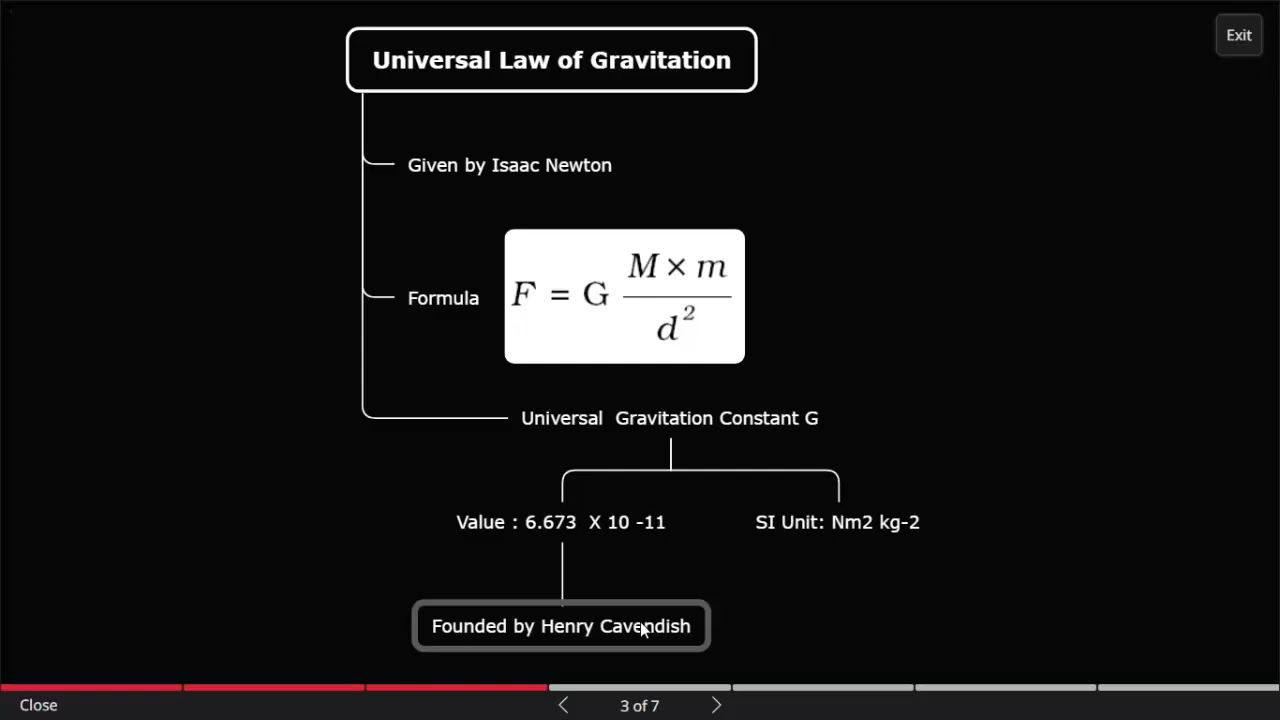 Universal Law of Gravitation
Exit
Given by Isaac Newton
Formula
F = G M × m / d²
Universal  Gravitation Constant G
Value : 6.673  X 10 -11
SI Unit: Nm2 kg-2
Founded by Henry Cavendish
Close
3 of 7